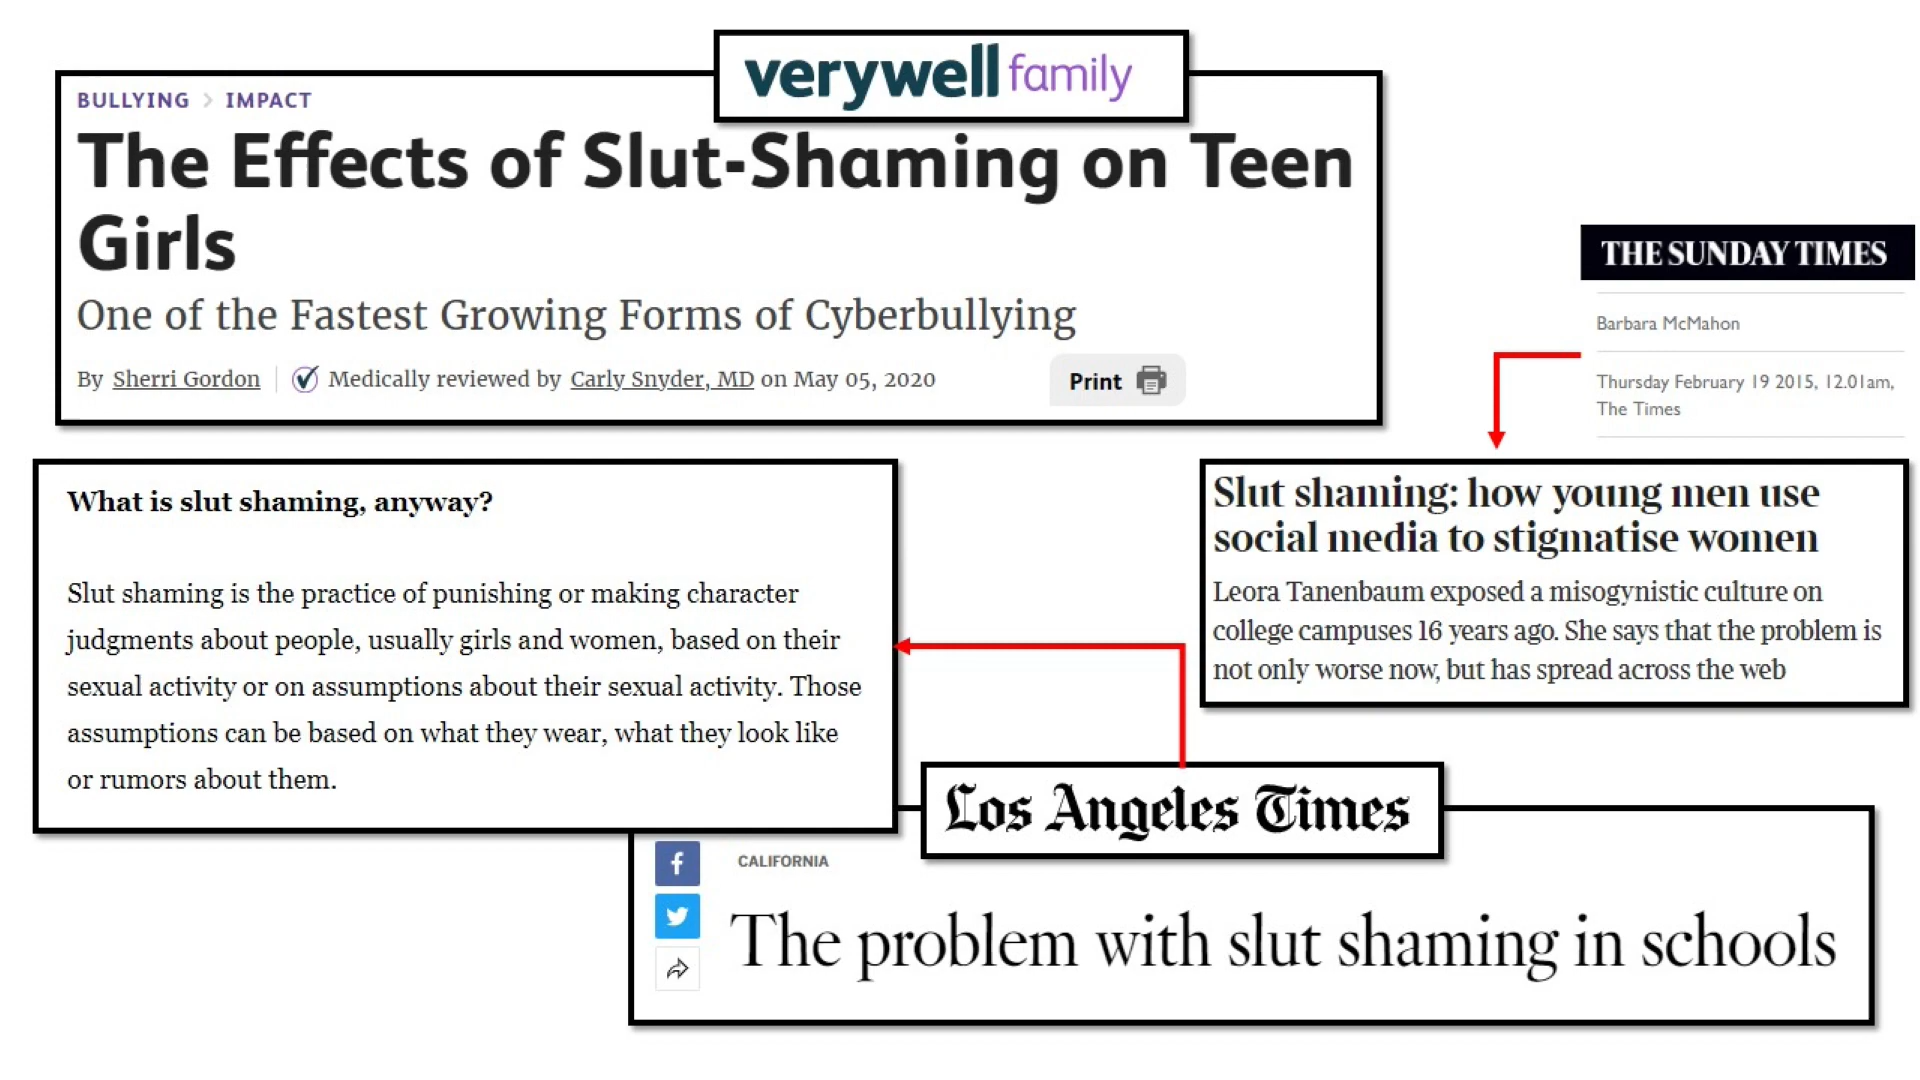 verywell family
BULLYING > IMPACT
The Effects of Slut-Shaming on Teen
Girls
One of the Fastest Growing Forms of Cyberbullying
By Sherri Gordon | Medically reviewed by Carly Snyder, MD on May 05, 2020
Print
THE SUNDAY TIMES
Barbara McMahon
Thursday February 19 2015, 12.01am,
The Times
Slut shaming: how young men use
social media to stigmatise women
Leora Tanenbaum exposed a misogynistic culture on
college campuses 16 years ago. She says that the problem is
not only worse now, but has spread across the web
What is slut shaming, anyway?
Slut shaming is the practice of punishing or making character
judgments about people, usually girls and women, based on their
sexual activity or on assumptions about their sexual activity. Those
assumptions can be based on what they wear, what they look like
or rumors about them.
Los Angeles Times
CALIFORNIA
The problem with slut shaming in schools